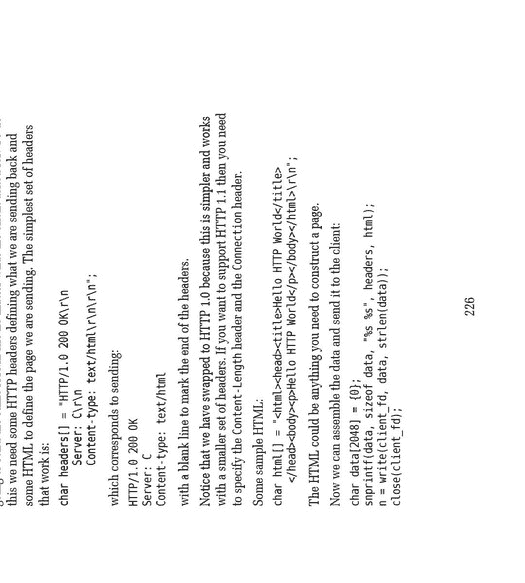 this we need some HTTP headers defining what we are sending back and
some HTML to define the page we are sending. The simplest set of headers
that work is:
char headers[] = "HTTP/1.0 200 OK\r\n
Server: C\r\n
Content-type: text/html\r\n\r\n";
which corresponds to sending:
HTTP/1.0 200 OK
Server: C
Content-type: text/html
with a blank line to mark the end of the headers.
Notice that we have swapped to HTTP 1.0 because this is simpler and works
with a smaller set of headers. If you want to support HTTP 1.1 then you need
to specify the Content-Length header and the Connection header.
Some sample HTML:
char html[] = "<html><head><title>Hello HTTP World</title>
</head><body><p>Hello HTTP World</p></body></html>\r\n";
The HTML could be anything you need to construct a page.
Now we can assemble the data and send it to the client:
char data[2048] = {0};
snprintf(data, sizeof data, "%s %s", headers, html);
n = write(client_fd, data, strlen(data));
close(client_fd);
226